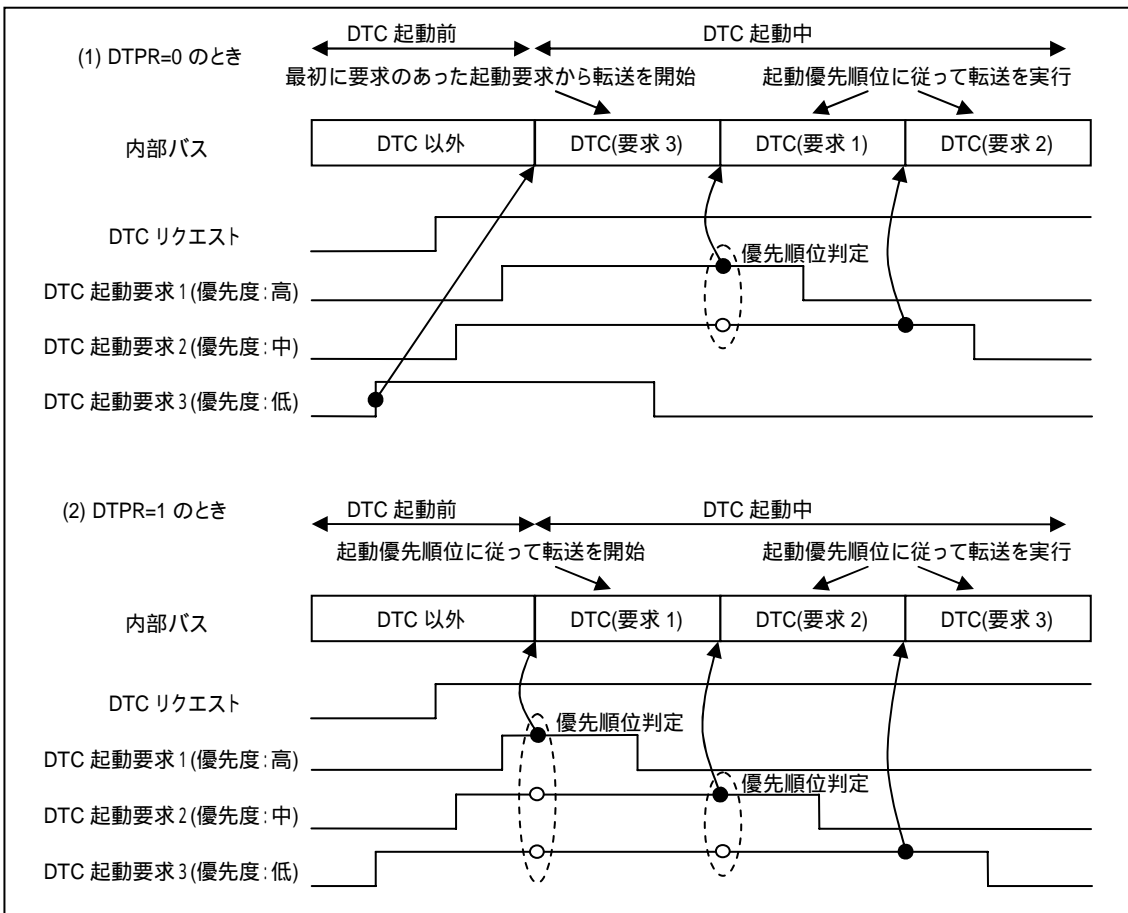 (1) DTPR=0 のとき
DTC 起動前
DTC 起動中
最初に要求のあった起動要求から転送を開始
起動優先順位に従って転送を実行
内部バス
DTC 以外
DTC(要求 3)
DTC(要求 1)
DTC(要求 2)
DTC リクエスト
優先順位判定
DTC 起動要求 1(優先度:高)
DTC 起動要求 2(優先度:中)
DTC 起動要求 3(優先度:低)
(2) DTPR=1 のとき
DTC 起動前
DTC 起動中
起動優先順位に従って転送を開始
起動優先順位に従って転送を実行
内部バス
DTC 以外
DTC(要求 1)
DTC(要求 2)
DTC(要求 3)
DTC リクエスト
優先順位判定
DTC 起動要求 1(優先度:高)
優先順位判定
DTC 起動要求 2(優先度:中)
DTC 起動要求 3(優先度:低)